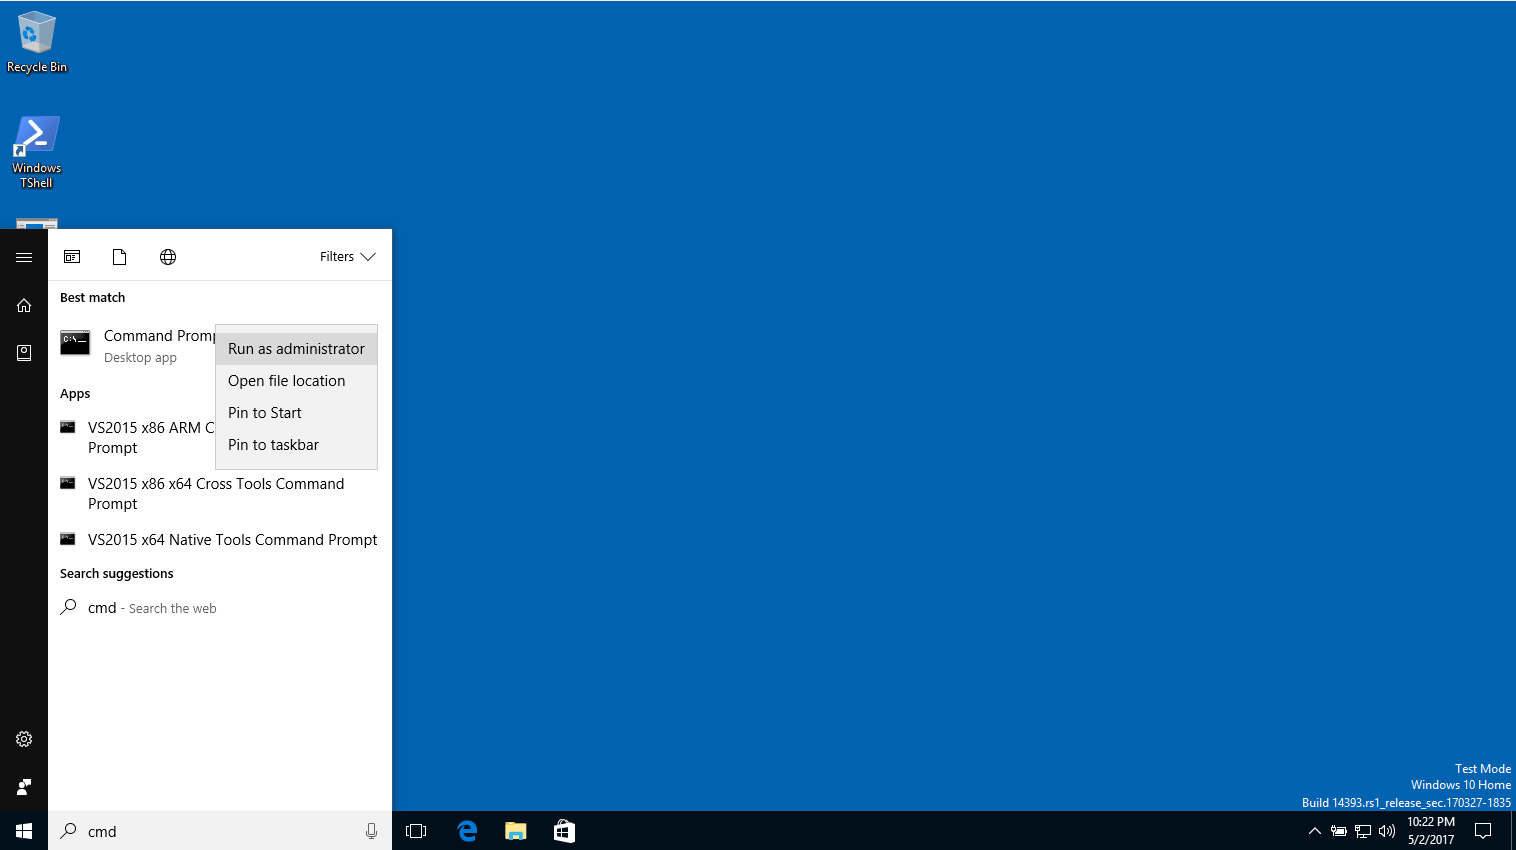 Recycle Bin
Windows
TShell
Filters
Best match
Command Promp
Desktop app
Run as administrator
Open file location
Pin to Start
Pin to taskbar
Apps
VS2015 x86 ARM C
Prompt
VS2015 x86 x64 Cross Tools Command
Prompt
VS2015 x64 Native Tools Command Prompt
Search suggestions
cmd - Search the web
Test Mode
Windows 10 Home
Build 14393.rs1_release_sec.170327-1835
cmd
10:22 PM
5/2/2017